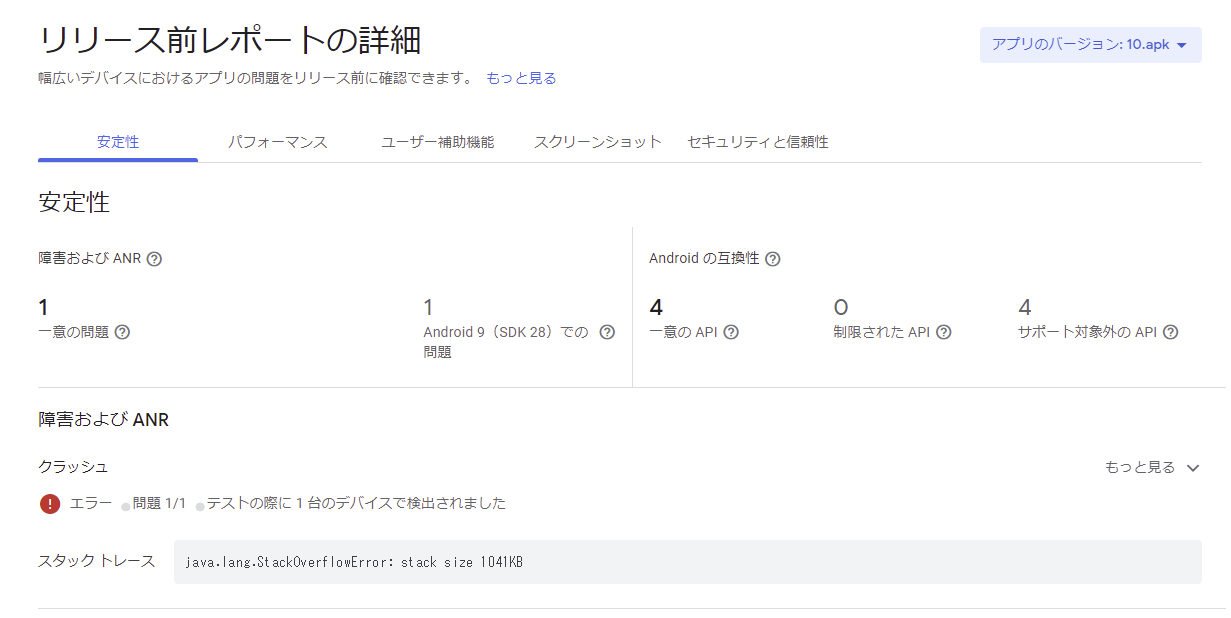 リリース前レポートの詳細
アプリのバージョン: 10.apk
幅広いデバイスにおけるアプリの問題をリリース前に確認できます。 もっと見る
安定性 パフォーマンス ユーザー補助機能 スクリーンショット セキュリティと信頼性
安定性
障害および ANR
Android の互換性
1
1
4
0
4
一意の問題
Android 9（SDK 28）での
問題
一意の API
制限された API
サポート対象外の API
障害および ANR
クラッシュ
もっと見る
エラー 問題 1/1 テストの際に 1 台のデバイスで検出されました
スタック トレース
java.lang.StackOverflowError: stack size 1041KB